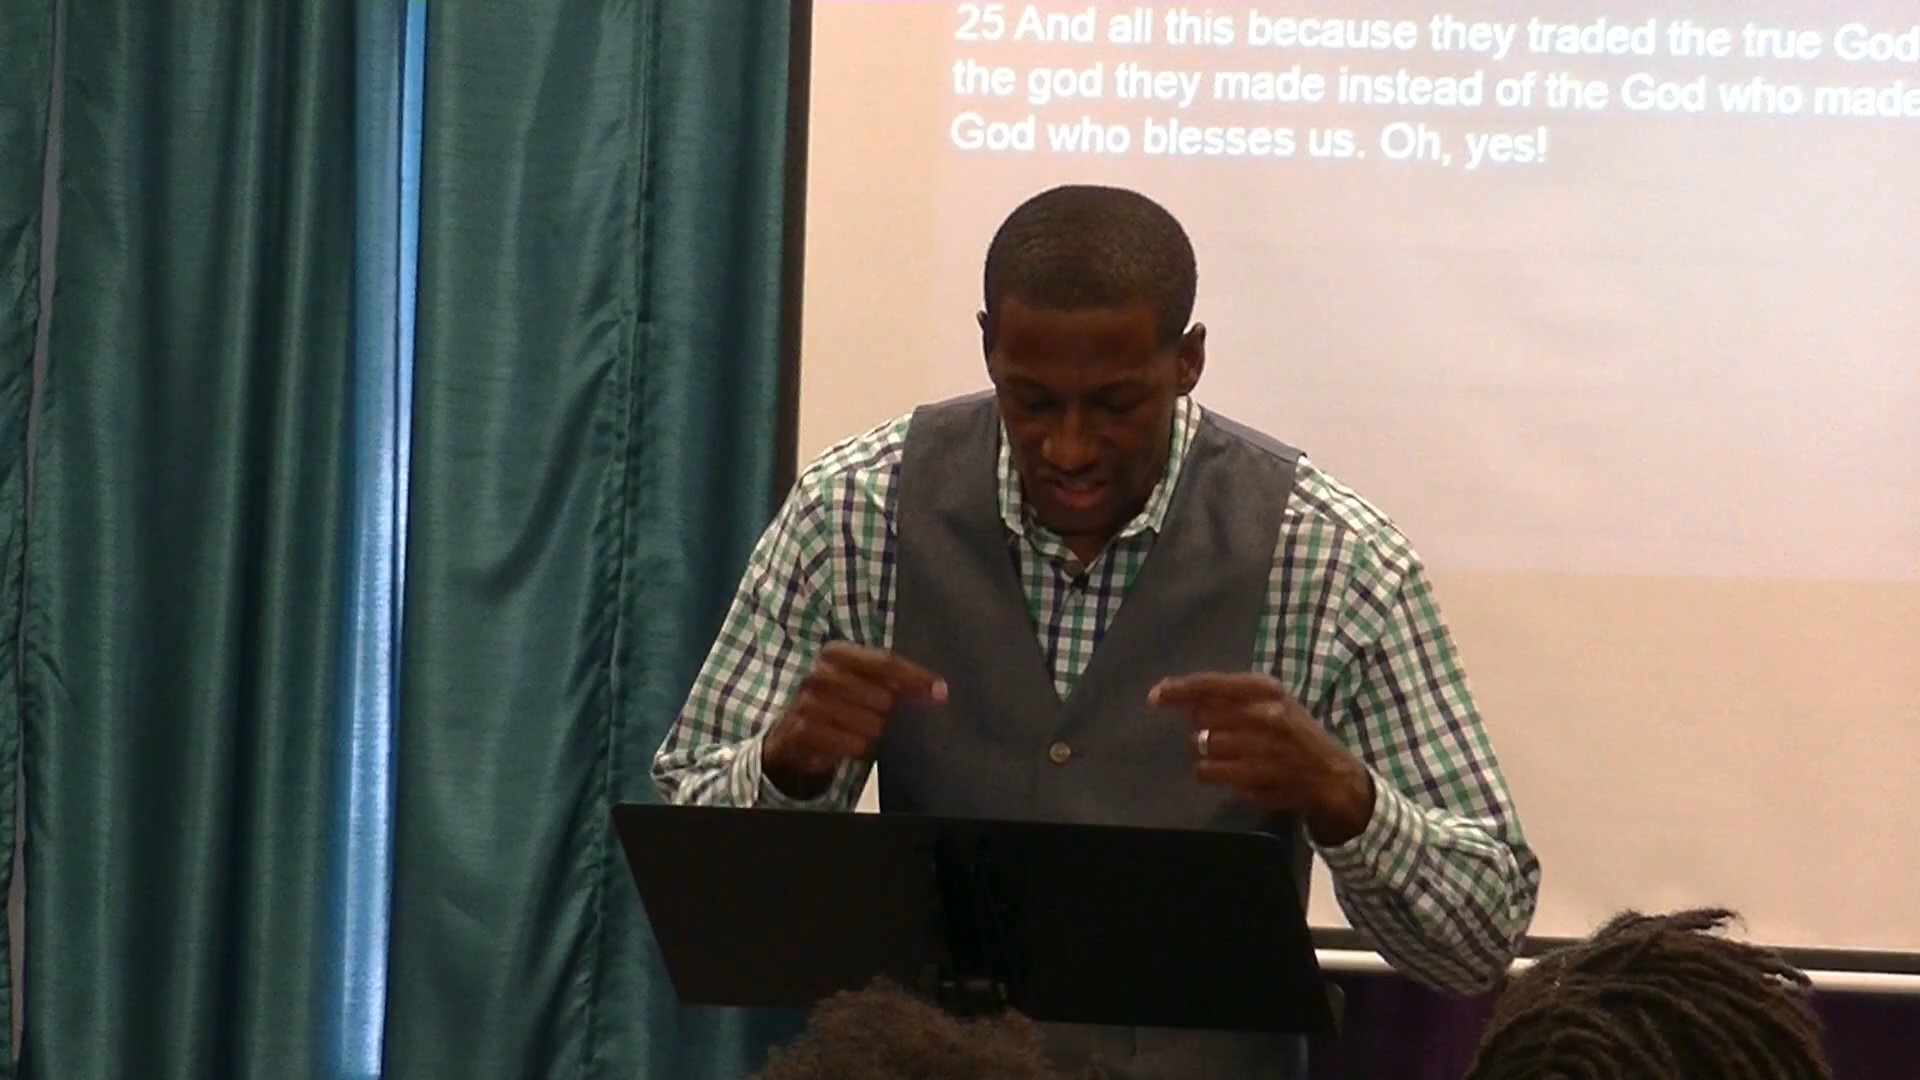 25 And all this because they traded the true God
the god they made instead of the God who made
God who blesses us. Oh, yes!